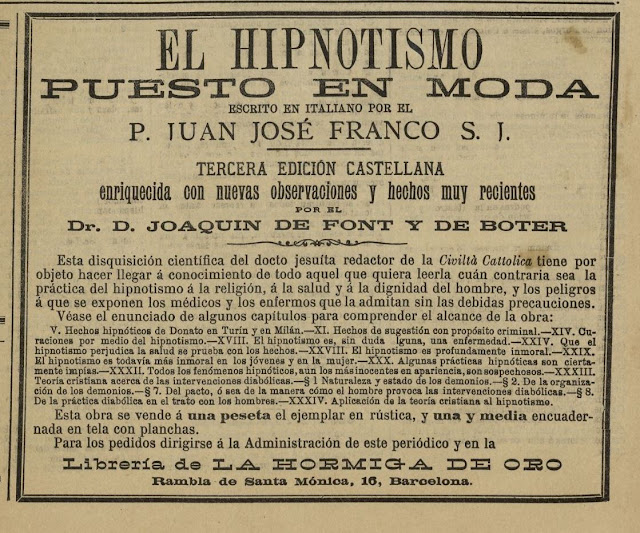 EL HIPNOTISMO
PUESTO EN MODA
ESCRITO EN ITALIANO POR EL
P. JUAN JOSÉ FRANCO S. J.
TERCERA EDICIÓN CASTELLANA
enriquecida con nuevas observaciones y hechos muy recientes
POR EL
Dr. D. JOAQUIN DE FONT Y DE BOTER
Esta disquisición científica del docto jesuíta redactor de la Civiltà Cattolica tiene por
objeto hacer llegar á conocimiento de todo aquel que quiera leerla cuán contraria sea la
práctica del hipnotismo á la religión, á la salud y á la dignidad del hombre, y los peligros
á que se exponen los médicos y los enfermos que la admitan sin las debidas precauciones.
Véase el enunciado de algunos capítulos para comprender el alcance de la obra:
V. Hechos hipnóticos de Donato en Turín y en Milán.—XI. Hechos de sugestión con propósito criminal.—XIV. Cu-
raciones por medio del hipnotismo.—XVIII. El hipnotismo es, sin duda lguna, una enfermedad.—XXIV. Que el
hipnotismo perjudica la salud se prueba con los hechos.—XXVIII. El hipnotismo es profundamente inmoral.—XXIX.
El hipnotismo es todavía más inmoral en los jóvenes y en la mujer.—XXX. Algunas prácticas hipnóticas son cierta-
mente impías.—XXXII. Todos los fenómenos hipnóticos, aun los más inocentes en apariencia, son sospechosos.—XXXIII.
Teoría cristiana acerca de las intervenciones diabólicas.—§ 1 Naturaleza y estado de los demonios.—§ 2. De la organiza-
ción de los demonios.—§ 7. Del pacto, ó sea de la manera cómo el hombre provoca las intervenciones diabólicas.—§ 8.
De la práctica diabólica en el trato con los hombres.—XXXIV. Aplicación de la teoría cristiana al hipnotismo.
Esta obra se vende á una peseta el ejemplar en rústica, y una y media encuader-
nada en tela con planchas.
Para los pedidos dirigirse á la Administración de este periódico y en la
Librería de LA HORMIGA DE ORO
Rambla de Santa Mónica, 16, Barcelona.